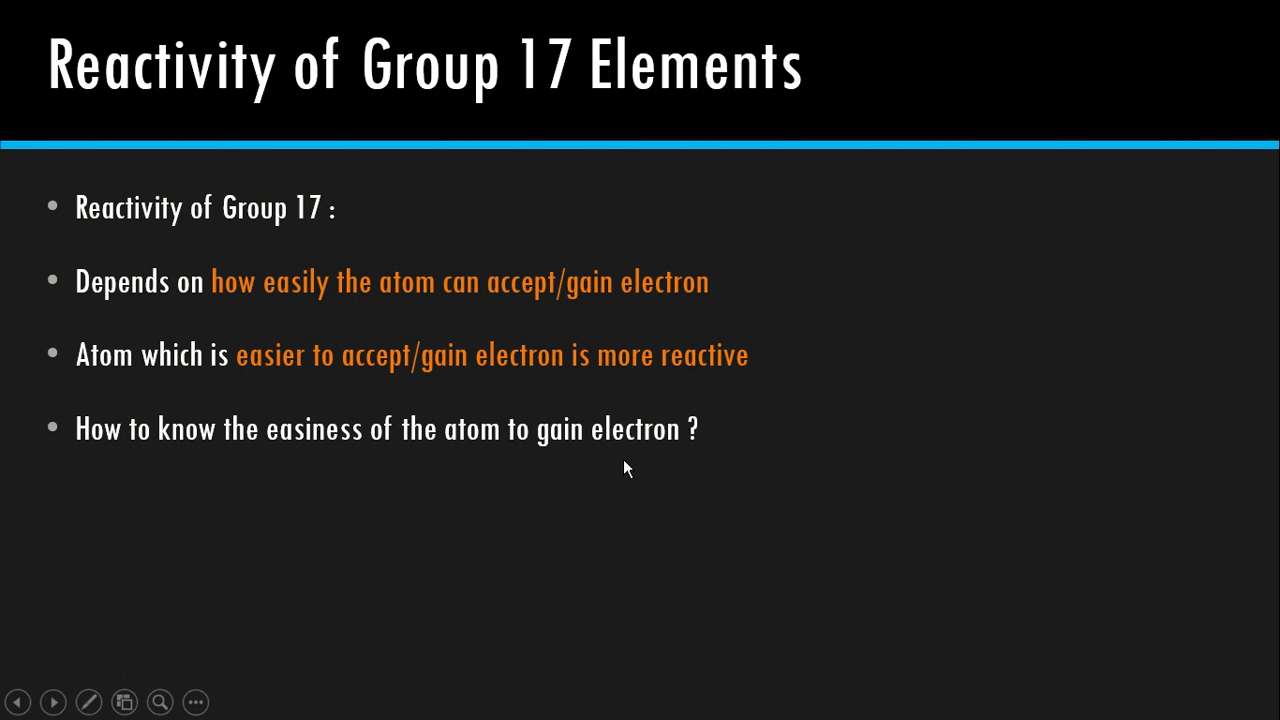 Reactivity of Group 17 Elements
• Reactivity of Group 17 :
• Depends on how easily the atom can accept/gain electron
• Atom which is easier to accept/gain electron is more reactive
• How to know the easiness of the atom to gain electron ?